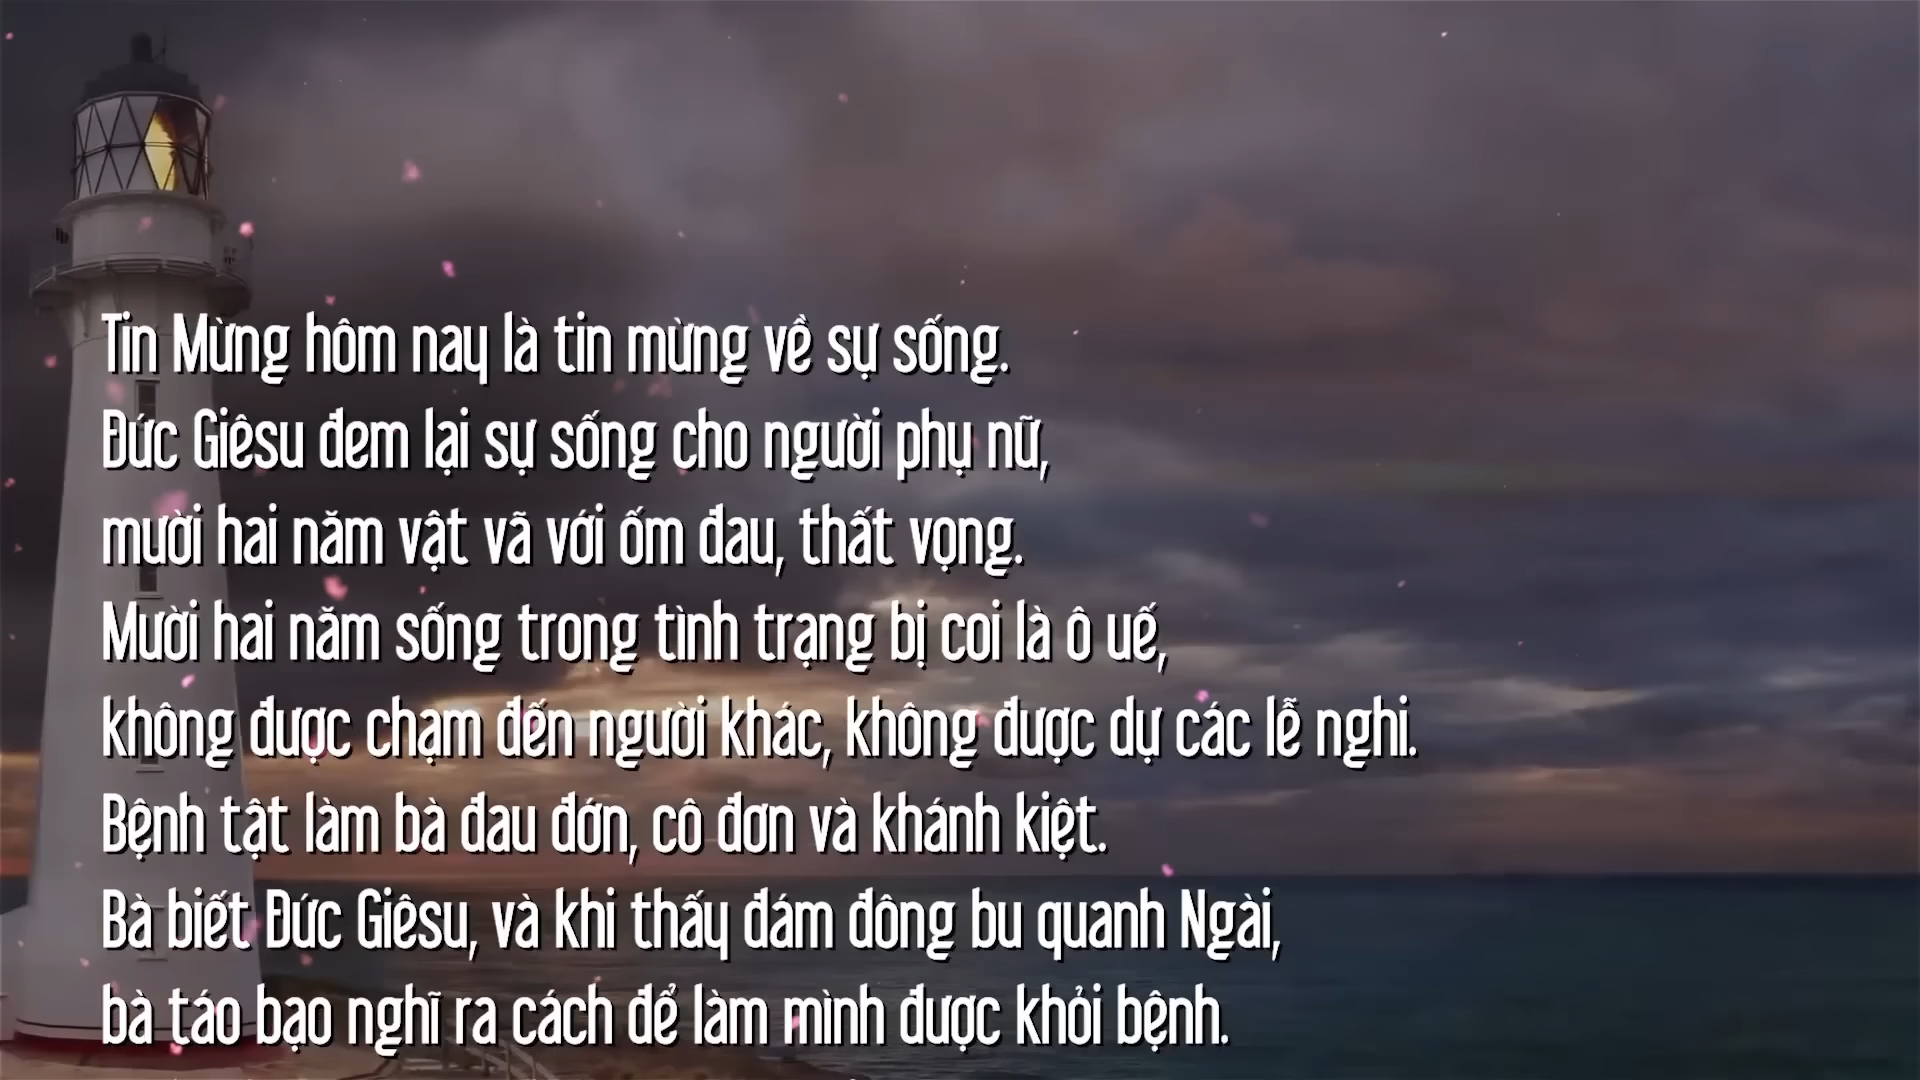 Tin Mừng hôm nay là tin mừng về sự sống.
Đức Giêsu đem lại sự sống cho người phụ nữ,
mười hai năm vật vã với ốm đau, thất vọng.
Mười hai năm sống trong tình trạng bị coi là ô uế,
không được chạm đến người khác, không được dự các lễ nghi.
Bệnh tật làm bà đau đớn, cô đơn và khánh kiệt.
Bà biết Đức Giêsu, và khi thấy đám đông bu quanh Ngài,
bà táo bạo nghĩ ra cách để làm mình được khỏi bệnh.